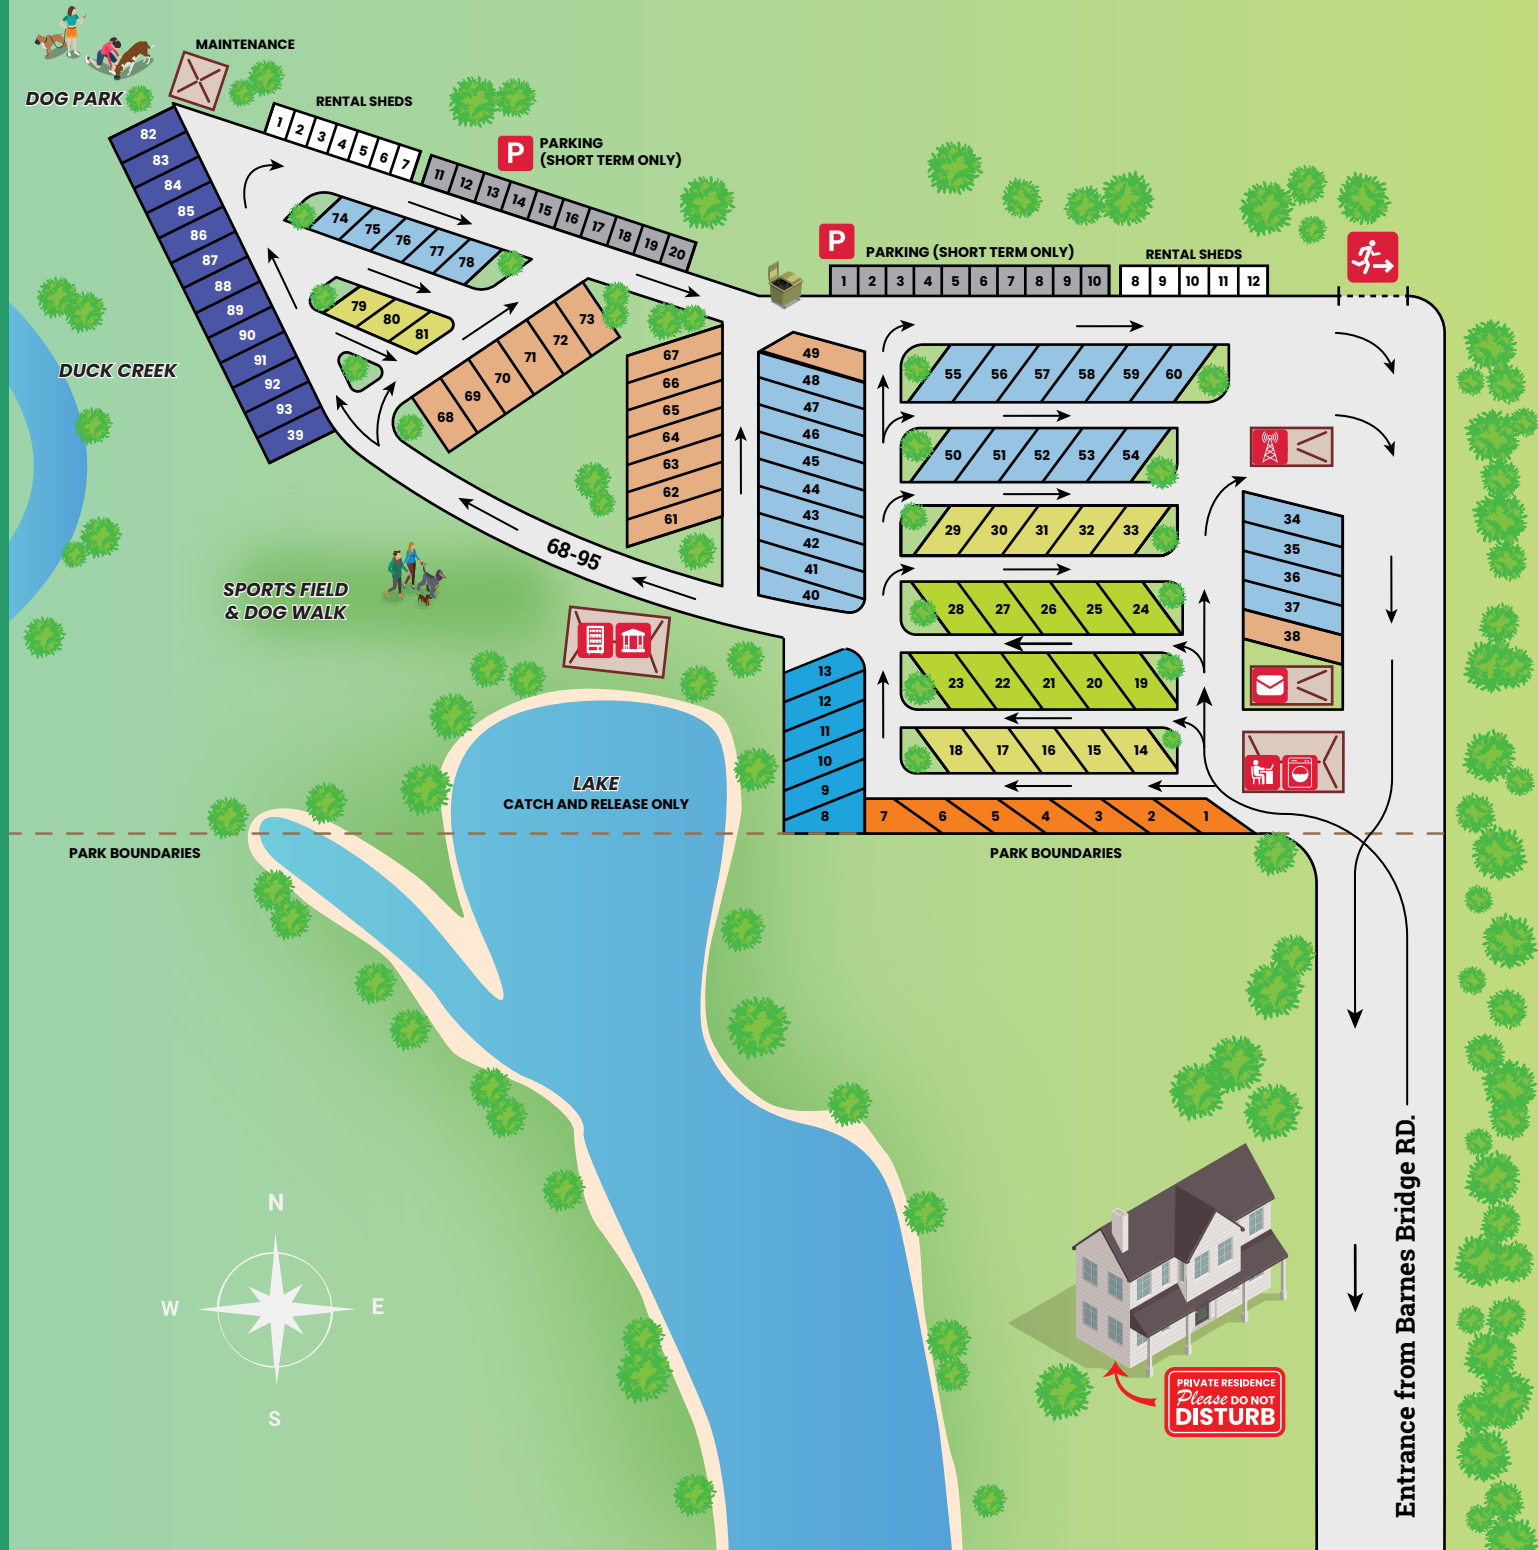 MAINTENANCE
DOG PARK
RENTAL SHEDS
1 2 3 4 5 6 7
P
PARKING
(SHORT TERM ONLY)
11 12 13 14 15 16 17 18 19 20
82
83
84
85
86
87
88
89
90
91
92
93
39
74 75 76 77 78
79 80 81
68 69 70 71 72 73
DUCK CREEK
P
PARKING (SHORT TERM ONLY)
1 2 3 4 5 6 7 8 9 10
RENTAL SHEDS
8 9 10 11 12
67
66
65
64
63
62
61
49
48
47
46
45
44
43
42
41
40
55 56 57 58 59 60
50 51 52 53 54
29 30 31 32 33
28 27 26 25 24
23 22 21 20 19
18 17 16 15 14
34
35
36
37
38
68-95
SPORTS FIELD
& DOG WALK
13
12
11
10
9
8
7 6 5 4 3 2 1
LAKE
CATCH AND RELEASE ONLY
PARK BOUNDARIES
PARK BOUNDARIES
Entrance from Barnes Bridge RD.
N
W
E
S
PRIVATE RESIDENCE
Please DO NOT
DISTURB